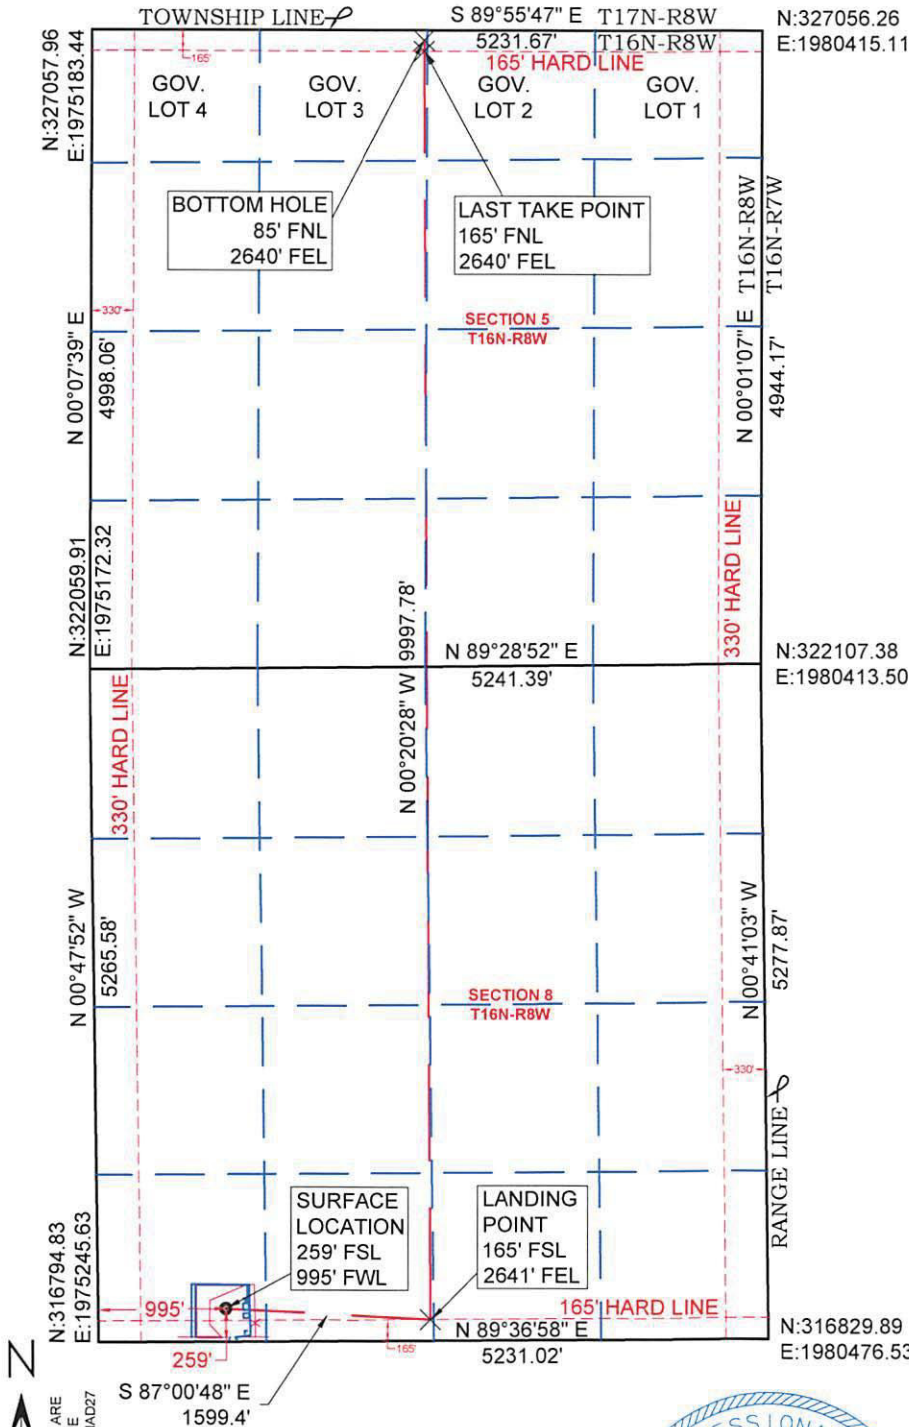 TOWNSHIP LINE
S 89°55'47" E
T17N-R8W
N:327056.26
5231.67'
T16N-R8W
E:1980415.11
N:327057.96
E:1975183.44
165'
165' HARD LINE
GOV.
LOT 4
GOV.
LOT 3
GOV.
LOT 2
GOV.
LOT 1
BOTTOM HOLE
85' FNL
2640' FEL
LAST TAKE POINT
165' FNL
2640' FEL
T16N-R8W
T16N-R7W
330'
SECTION 5
T16N-R8W
N 00°07'39" E
4998.06'
N 00°01'07" E
4944.17'
330' HARD LINE
N:322059.91
E:1975172.32
N 00°20'28" W 9997.78'
N 89°28'52" E
5241.39'
N:322107.38
E:1980413.50
330' HARD LINE
N 00°47'52" W
5265.58'
N 00°41'03" W
5277.87'
SECTION 8
T16N-R8W
330'
RANGE LINE
SURFACE
LOCATION
259' FSL
995' FWL
LANDING
POINT
165' FSL
2641' FEL
N:316794.83
E:1975245.63
995'
165' HARD LINE
N 89°36'58" E
5231.02'
N:316829.89
E:1980476.53
259'
165'
S 87°00'48" E
1599.4'
N
ARE
E